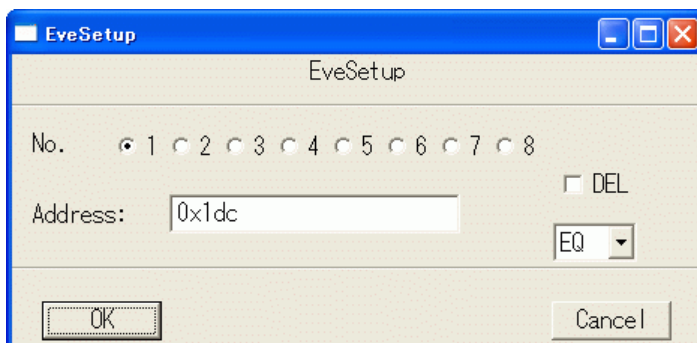 EveSetup
EveSetup
No. 1 2 3 4 5 6 7 8
DEL
Address: 0x1dc
EQ
OK Cancel